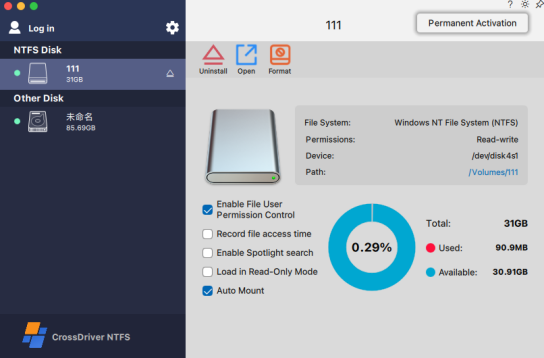 ?
Log in
111
Permanent Activation
NTFS Disk
111
31GB
Other Disk
未命名
85.69GB
CrossDriver NTFS
Uninstall
Open
Format
File System: Windows NT File System (NTFS)
Permissions: Read-write
Device: /dev/disk4s1
Path: /Volumes/111
Enable File User
Permission Control
Record file access time
Enable Spotlight search
Load in Read-Only Mode
Auto Mount
0.29%
Total: 31GB
Used: 90.9MB
Available: 30.91GB